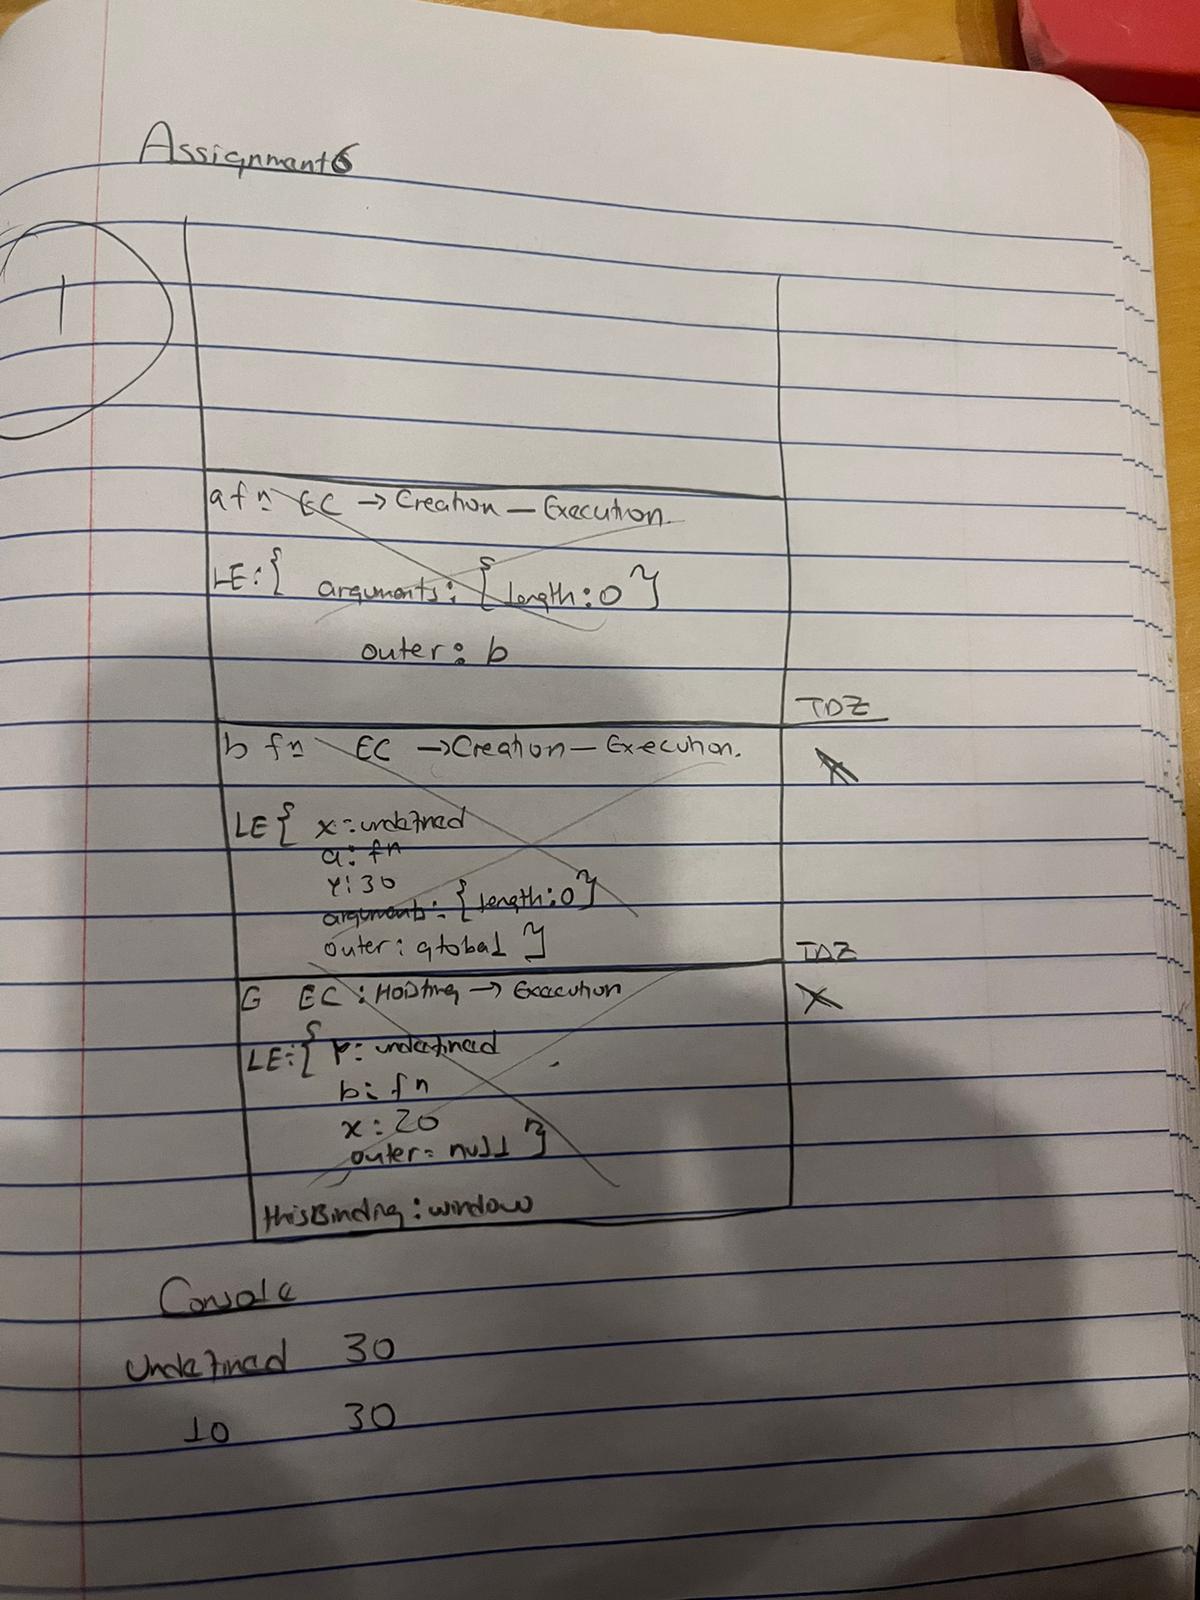 Assignment 6
1
a fn EC → Creation — Execution.
LE: { arguments: {length: 0}
outer: b
TDZ
b fn EC → Creation — Execution.
LE { x: undefined
a: fn
Y: 30
arguments: {length: 0}
outer: global }
TDZ
G EC : Hoisting → Execution
LE: { undefined
b: fn
x: 20
outer: null }
thisBinding: window
Console
Undefined 30
10 30